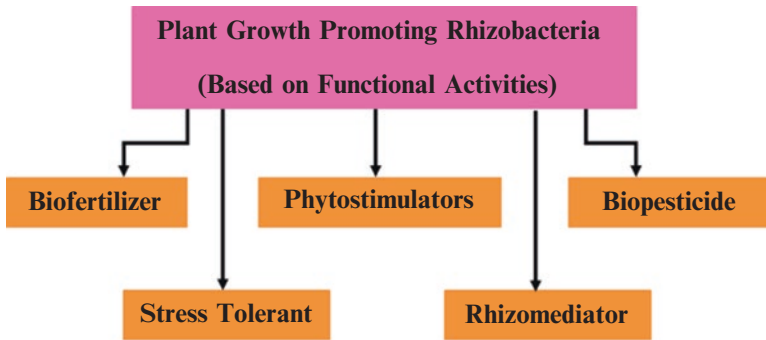 Plant Growth Promoting Rhizobacteria
(Based on Functional Activities)
Biofertilizer
Phytostimulators
Biopesticide
Stress Tolerant
Rhizomediator